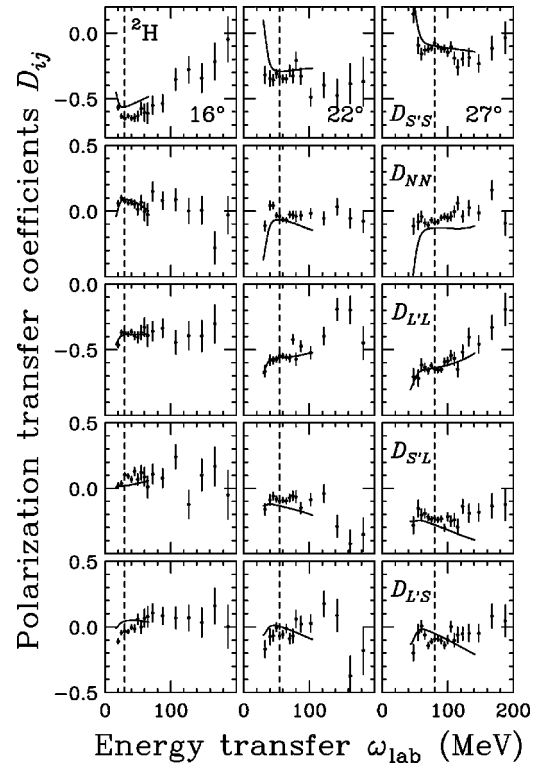 Polarization transfer coefficients D_{ij}
0.0
-0.5
²H
16°
22°
27°
D_{S'S}
0.5
0.0
D_{NN}
0.0
-0.5
D_{L'L}
0.5
0.0
D_{S'L}
0.5
0.0
-0.5
D_{L'S}
0 100 0 100 0 100 200
Energy transfer ω_{lab} (MeV)